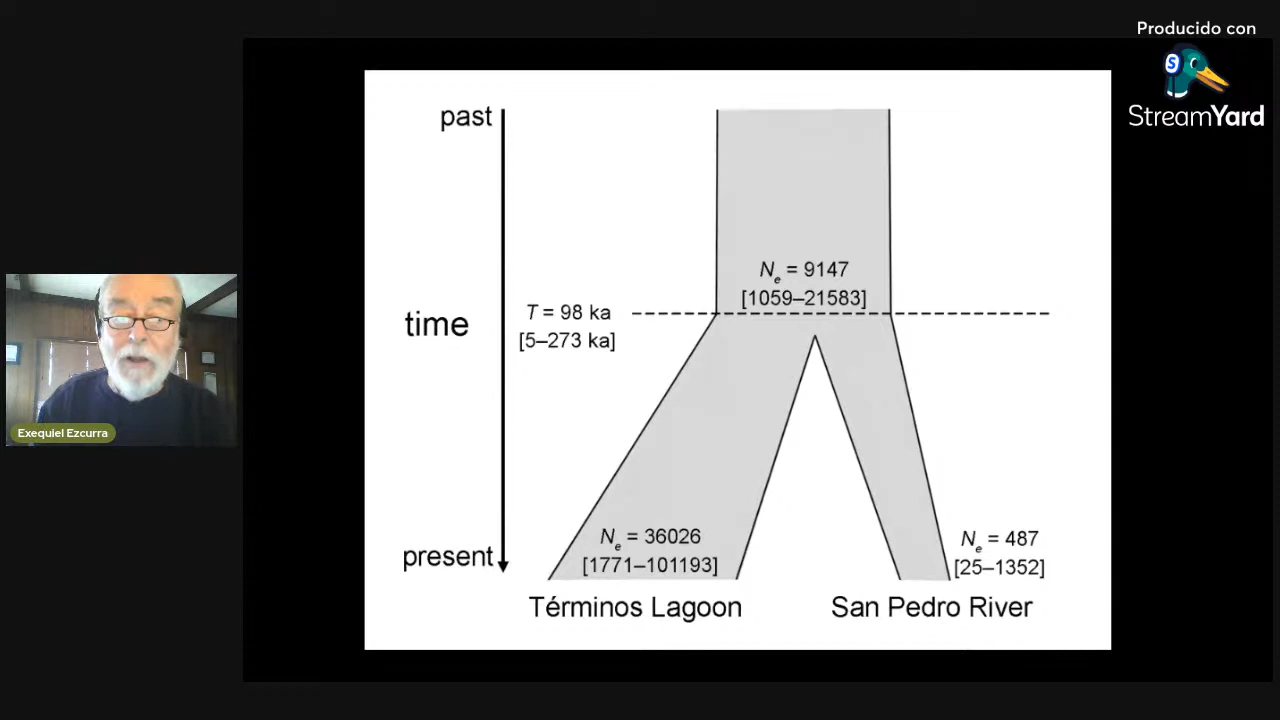 Producido con
StreamYard
past
time
present
T = 98 ka
[5–273 ka]
Ne = 9147
[1059–21583]
Ne = 36026
[1771–101193]
Ne = 487
[25–1352]
Términos Lagoon
San Pedro River
Exequiel Ezcurra